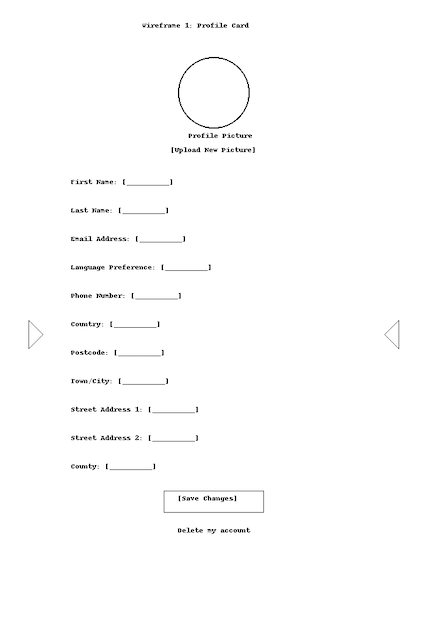 Wireframe 1: Profile Card
Profile Picture
[Upload New Picture]
First Name: [__________]
Last Name: [__________]
Email Address: [__________]
Language Preference: [__________]
Phone Number: [__________]
Country: [__________]
Postcode: [__________]
Town/City: [__________]
Street Address 1: [__________]
Street Address 2: [__________]
County: [__________]
[Save Changes]
Delete my account